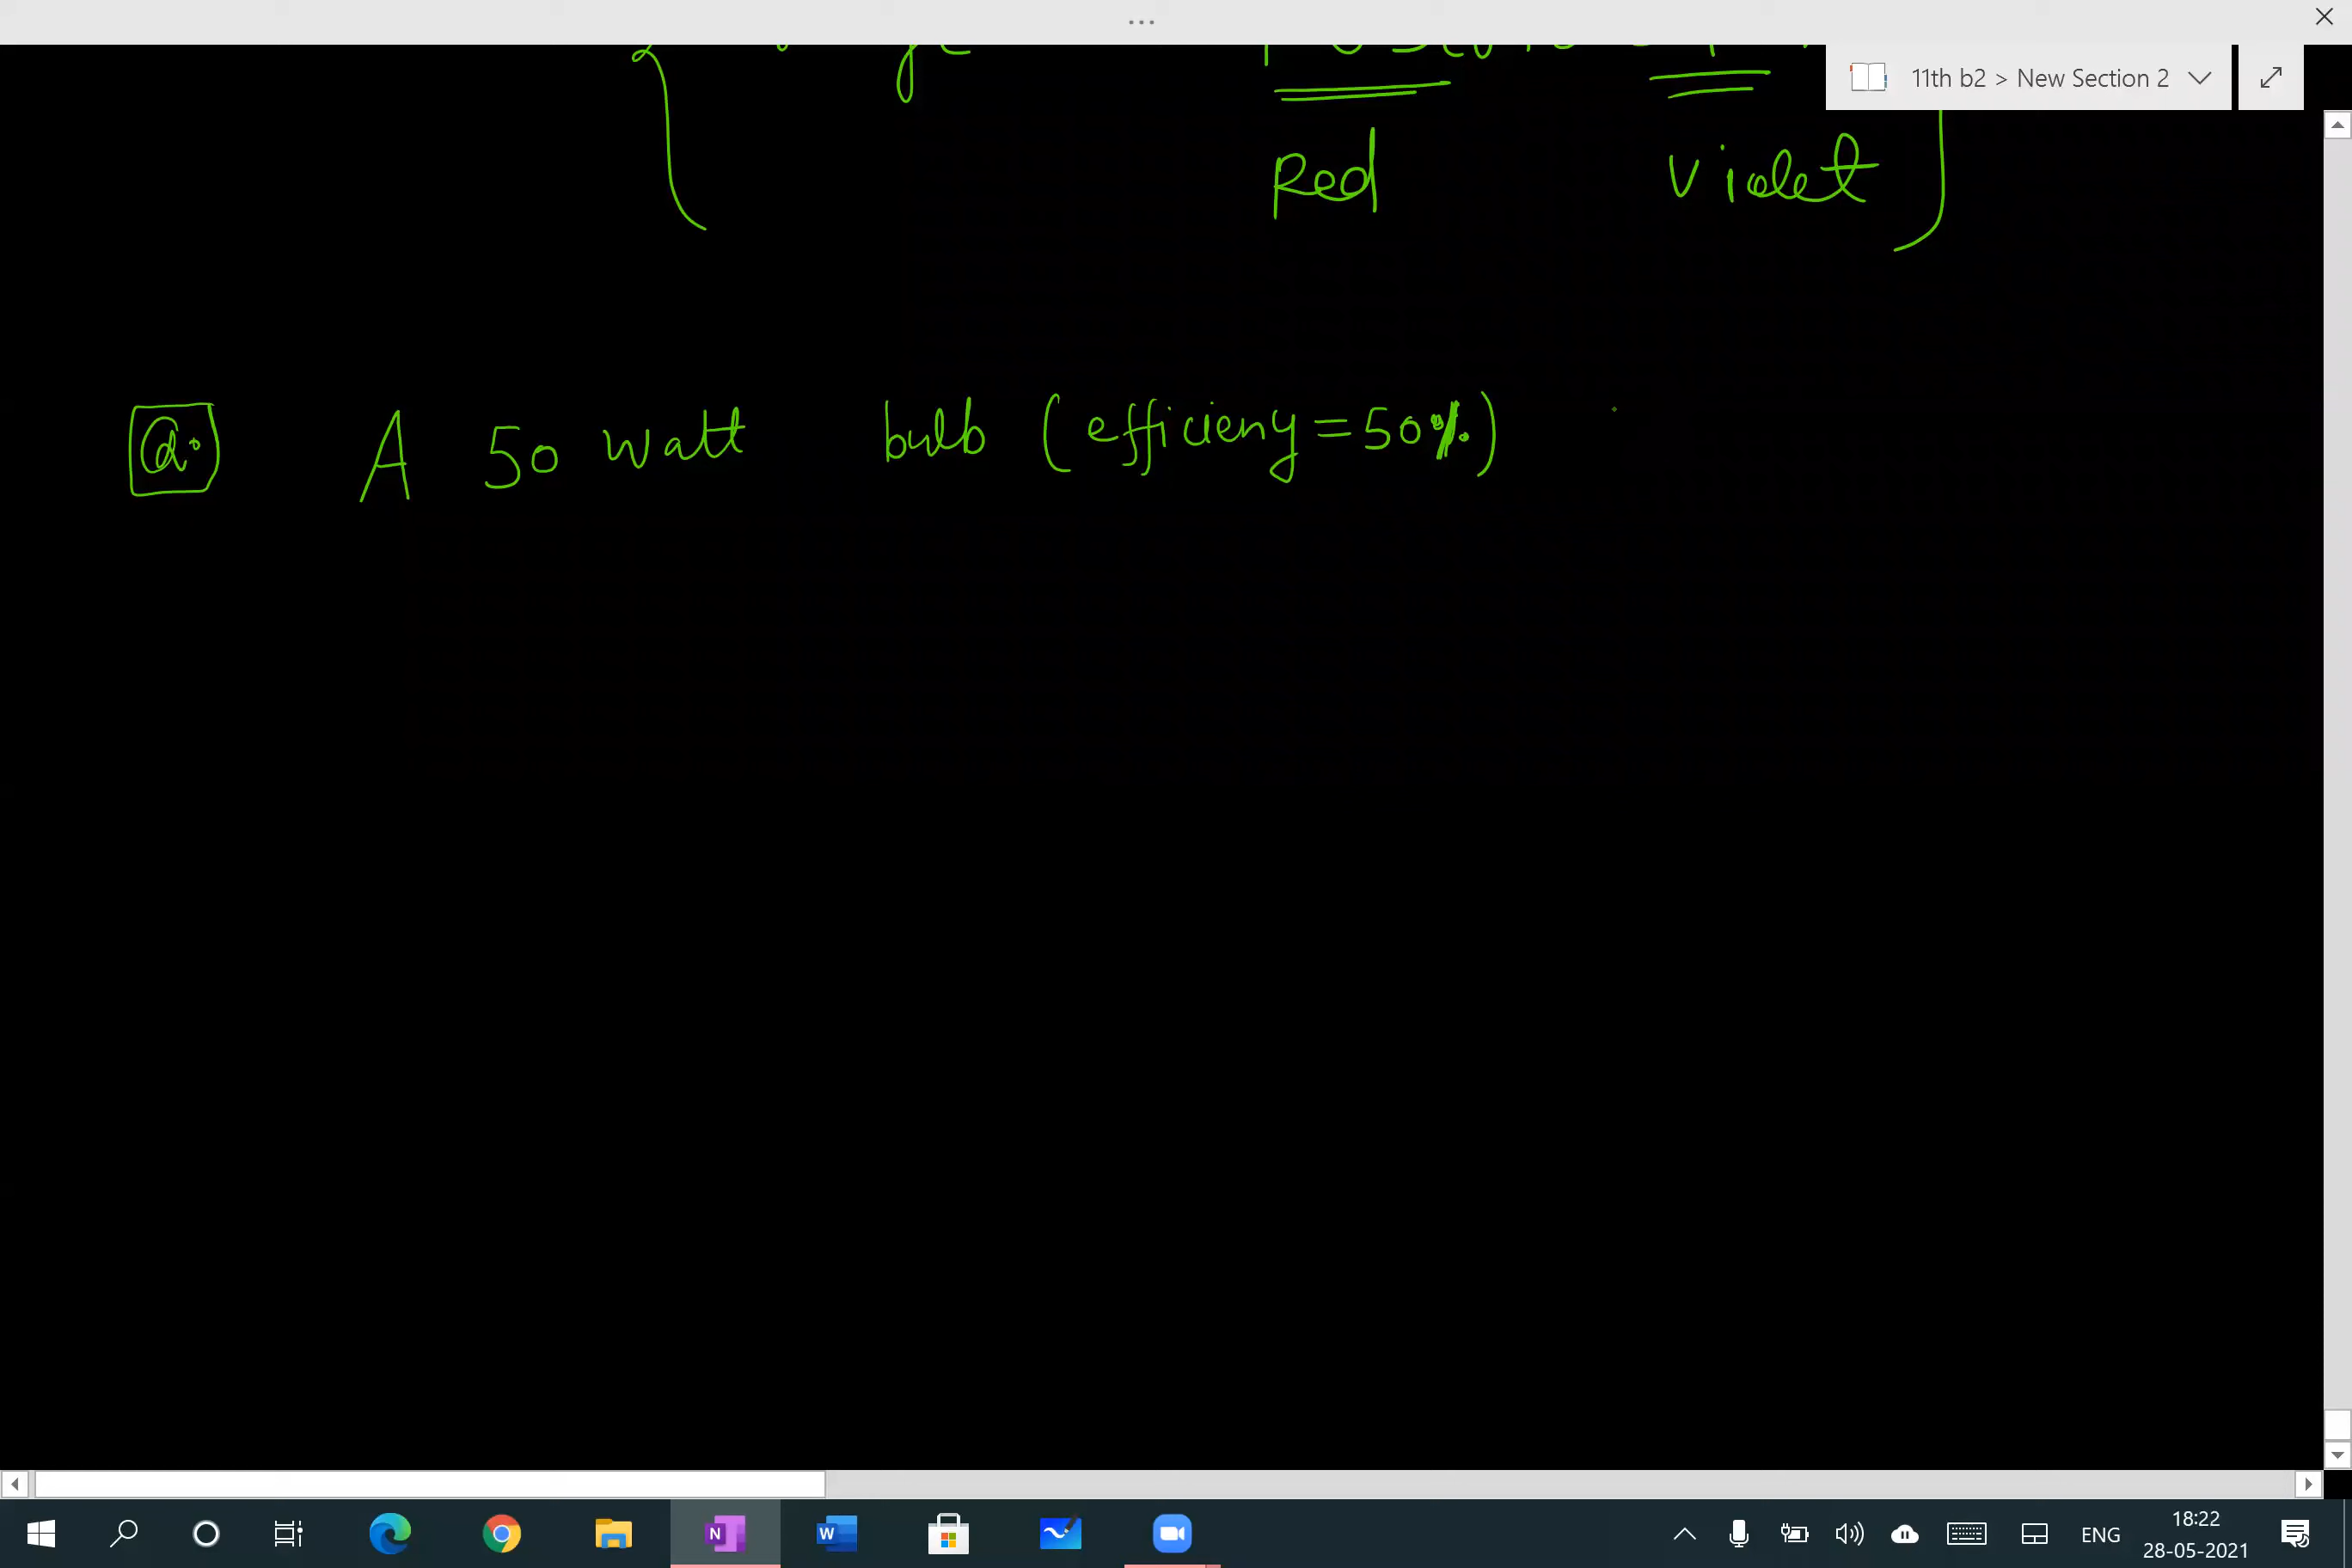 11th b2 > New Section 2
Red Violet
Q. A 50 watt bulb (efficieny = 50%)
N
W
ENG
18:22
28-05-2021